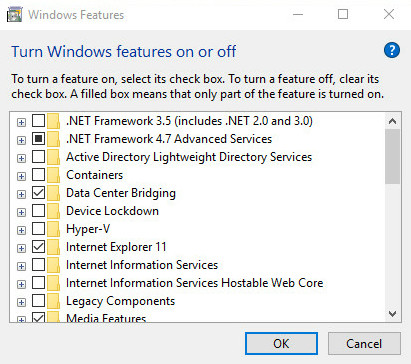 Windows Features
Turn Windows features on or off
?
To turn a feature on, select its check box. To turn a feature off, clear its
check box. A filled box means that only part of the feature is turned on.
.NET Framework 3.5 (includes .NET 2.0 and 3.0)
.NET Framework 4.7 Advanced Services
Active Directory Lightweight Directory Services
Containers
Data Center Bridging
Device Lockdown
Hyper-V
Internet Explorer 11
Internet Information Services
Internet Information Services Hostable Web Core
Legacy Components
Media Features
OK
Cancel